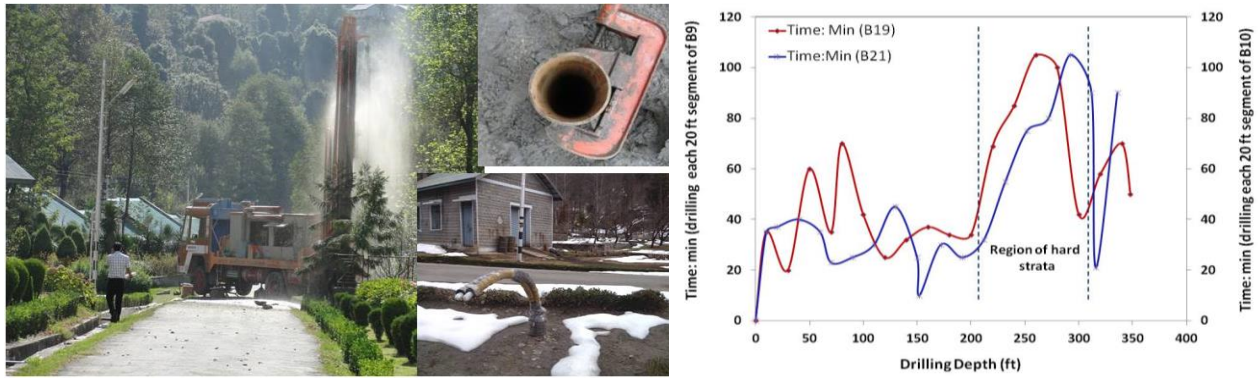 Time: min (drilling each 20 ft segment of B9)
120
100
80
60
40
20
0
Time: Min (B19)
Time:Min (B21)
Region of hard
strata
120
100
80
60
40
20
0
Time: min (drilling each 20 ft segment of B10)
0 50 100 150 200 250 300 350 400
Drilling Depth (ft)